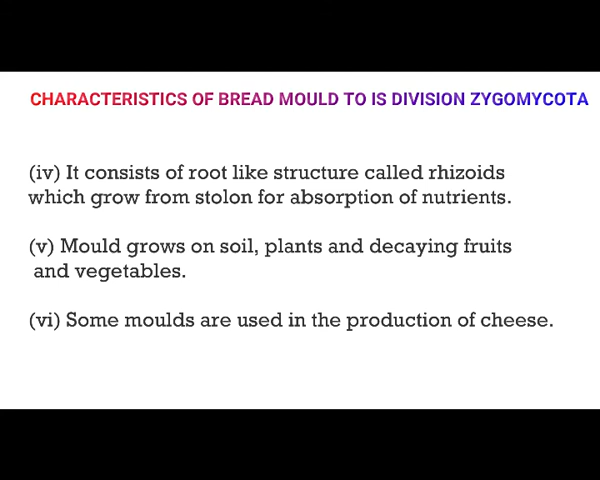 CHARACTERISTICS OF BREAD MOULD TO IS DIVISION ZYGOMYCOTA
(iv) It consists of root like structure called rhizoids
which grow from stolon for absorption of nutrients.
(v) Mould grows on soil, plants and decaying fruits
and vegetables.
(vi) Some moulds are used in the production of cheese.